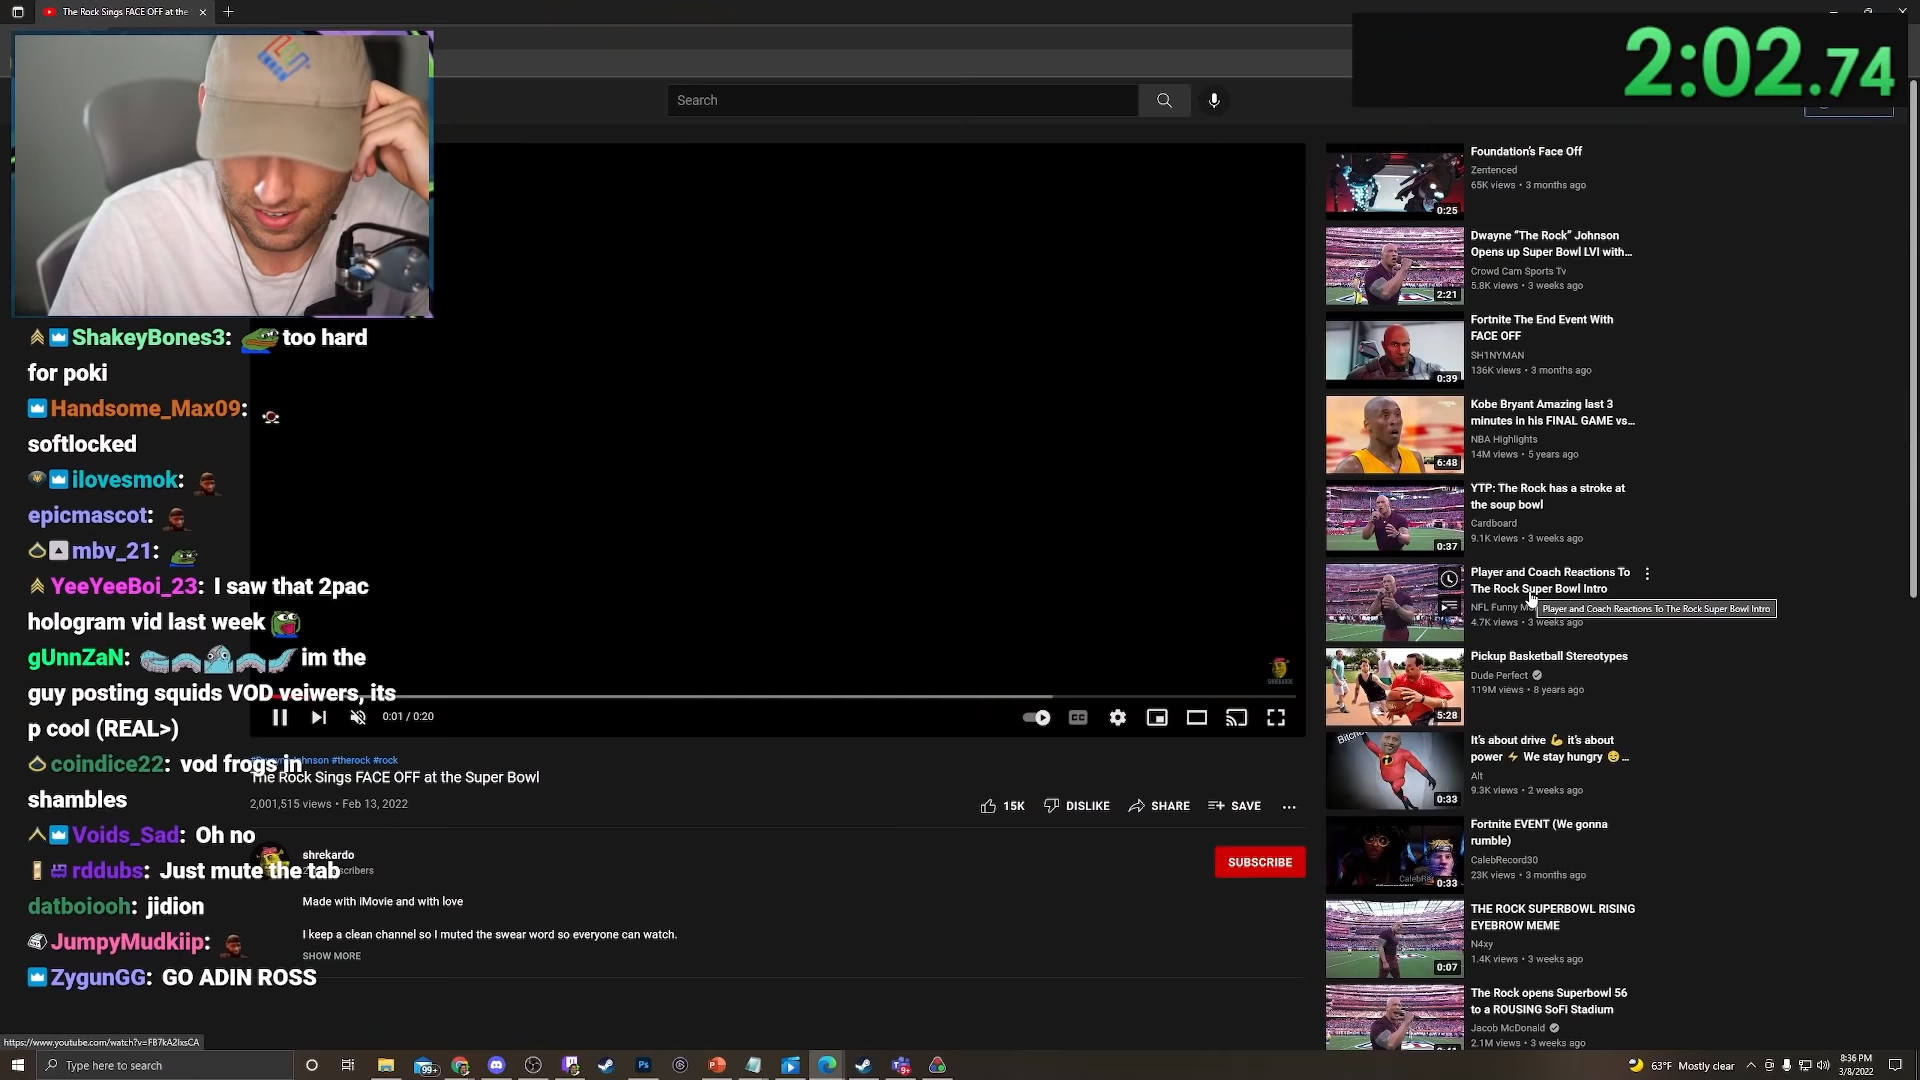 The Rock Sings FACE OFF at the
2:02.74
Search
ShakeyBones3: too hard
for poki
Handsome_Max09:
softlocked
ilovesmok:
epicmascot:
mbv_21:
YeeYeeBoi_23: I saw that 2pac
hologram vid last week
gUnnZaN: im the
guy posting squids VOD veiwers, its
p cool (REAL>)
coindice22: vod frogs in
shambles
Voids_Sad: Oh no
rddubs: Just mute the tab
datboiooh: jidion
JumpyMudkiip:
ZygunGG: GO ADIN ROSS
SHREKARDO
0:01 / 0:20
CC
#therock #rock
The Rock Sings FACE OFF at the Super Bowl
2,001,515 views • Feb 13, 2022
15K
DISLIKE
SHARE
SAVE
shrekardo
SUBSCRIBE
Made with iMovie and with love
I keep a clean channel so I muted the swear word so everyone can watch.
SHOW MORE
Foundation's Face Off
Zentenced
65K views • 3 months ago
0:25
Dwayne “The Rock” Johnson
Opens up Super Bowl LVI with...
Crowd Cam Sports Tv
5.8K views • 3 weeks ago
2:21
Fortnite The End Event With
FACE OFF
SH1NYMAN
136K views • 3 months ago
0:39
Kobe Bryant Amazing last 3
minutes in his FINAL GAME vs...
NBA Highlights
14M views • 5 years ago
6:48
YTP: The Rock has a stroke at
the soup bowl
Cardboard
9.1K views • 3 weeks ago
0:37
Player and Coach Reactions To
The Rock Super Bowl Intro
NFL Funny
Player and Coach Reactions To The Rock Super Bowl Intro
4.7K views • 3 weeks ago
Pickup Basketball Stereotypes
Dude Perfect
119M views • 8 years ago
5:28
It's about drive 💪 it's about
power ⚡ We stay hungry 😋...
Alt
9.3K views • 2 weeks ago
0:33
Fortnite EVENT (We gonna
rumble)
CalebRecord30
23K views • 3 months ago
0:33
THE ROCK SUPERBOWL RISING
EYEBROW MEME
N4xy
1.4K views • 3 weeks ago
0:07
The Rock opens Superbowl 56
to a ROUSING SoFi Stadium
Jacob McDonald
2.1M views • 3 weeks ago
https://www.youtube.com/watch?v=FB7kA2IxsCA
Type here to search
99+
Ps
9+
63°F Mostly clear
8:36 PM
3/8/2022